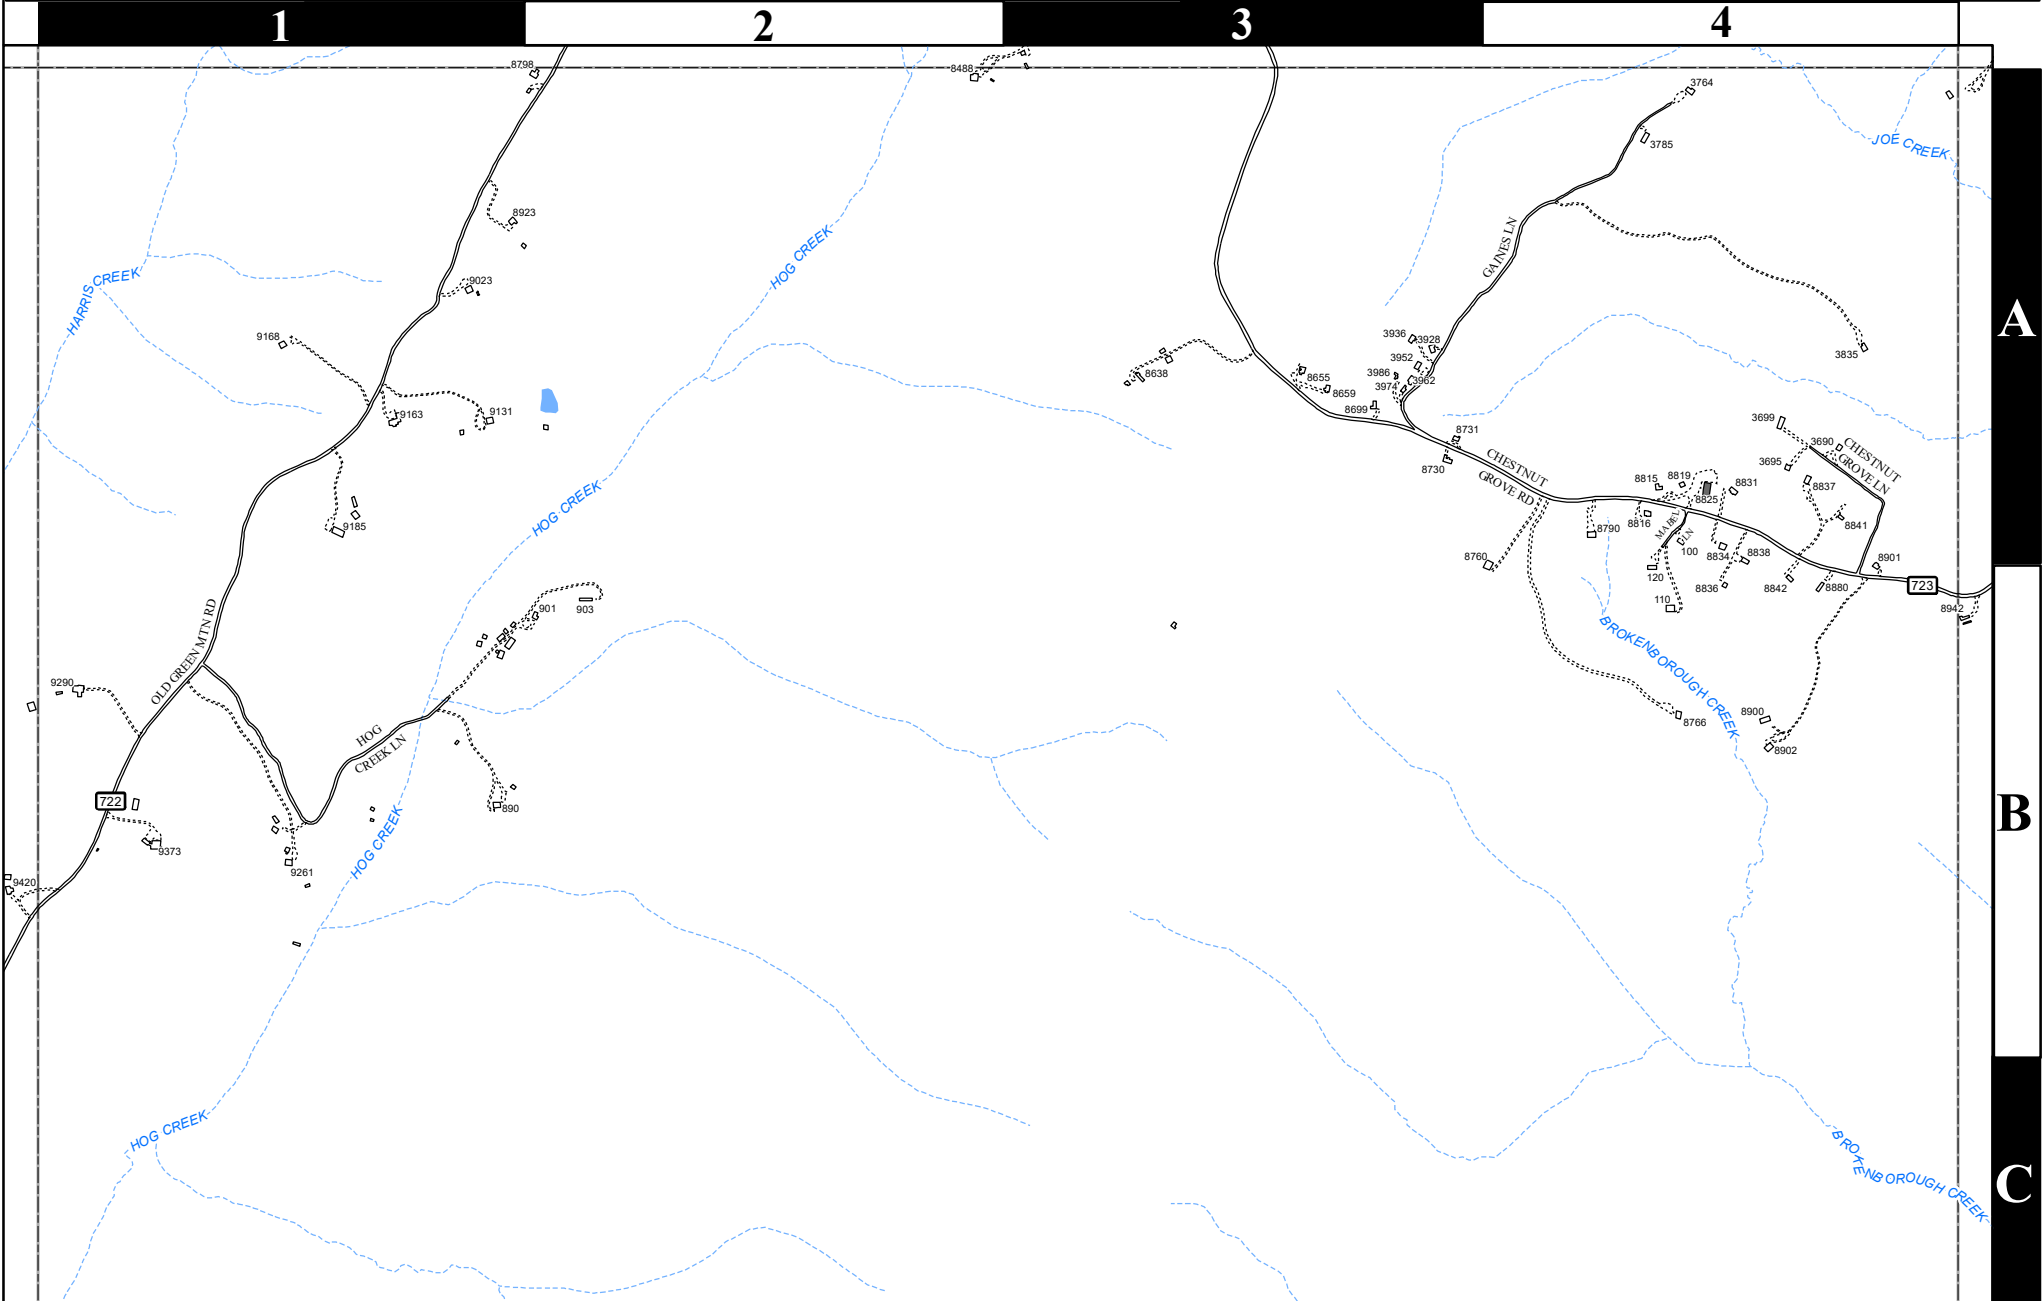 1
2
3
4
A
B
C
8798
8488
3764
3785
JOE CREEK
8923
9023
HARRIS CREEK
HOG CREEK
GAINES LN
9168
9163
9131
9185
8638
8655
8659
8699
3936
3928
3952
3986
3974
3962
3835
8731
8730
CHESTNUT
GROVE RD
3699
3690
3695
CHESTNUT
GROVE LN
8815
8819
8825
8831
8837
8841
8790
8816
MABEL
LN
100
8834
8838
8901
8760
120
110
8836
8842
8880
723
8942
HOG CREEK
901
903
OLD GREEN MTN RD
9290
BROKENBOROUGH CREEK
8766
8900
8902
HOG
CREEK LN
722
890
9373
9261
9420
HOG CREEK
HOG CREEK
BROKENBOROUGH CREEK